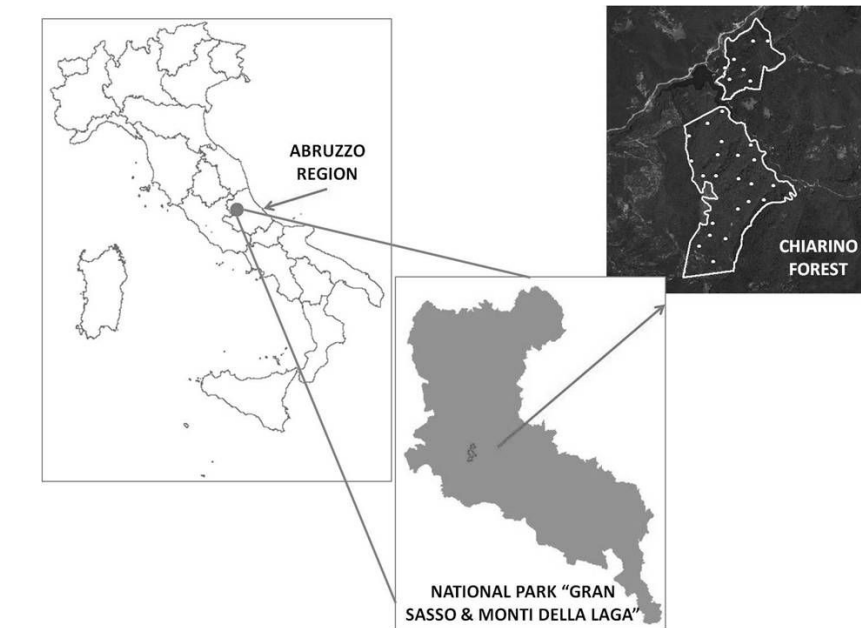 ABRUZZO
REGION
CHIARINO
FOREST
NATIONAL PARK “GRAN
SASSO & MONTI DELLA LAGA”